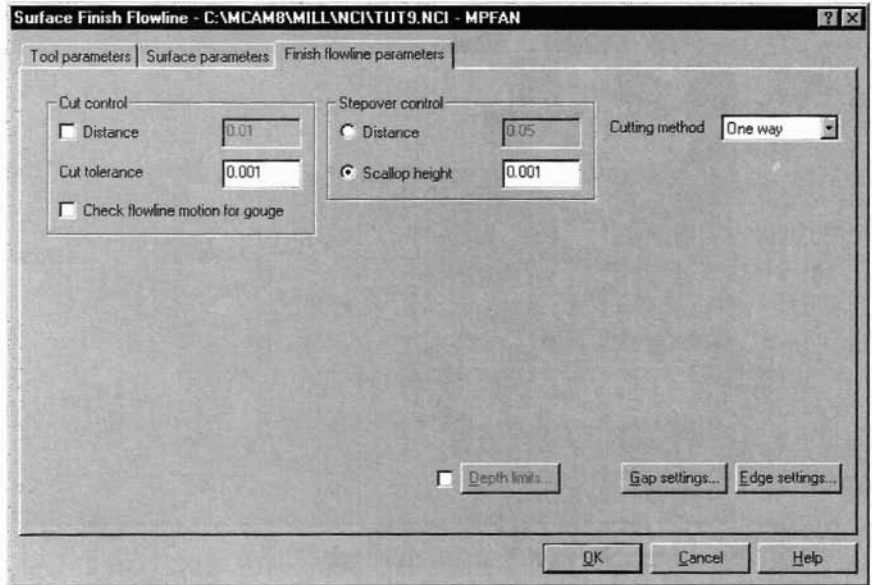 Surface Finish Flowline - C:\MCAM8\MILL\NCI\TUT9.NCI - MPFAN
Tool parameters
Surface parameters
Finish flowline parameters
Cut control
Distance
0.01
Cut tolerance
0.001
Check flowline motion for gouge
Stepover control
Distance
0.05
Scallop height
0.001
Cutting method
One way
Depth limits...
Gap settings...
Edge settings...
OK
Cancel
Help